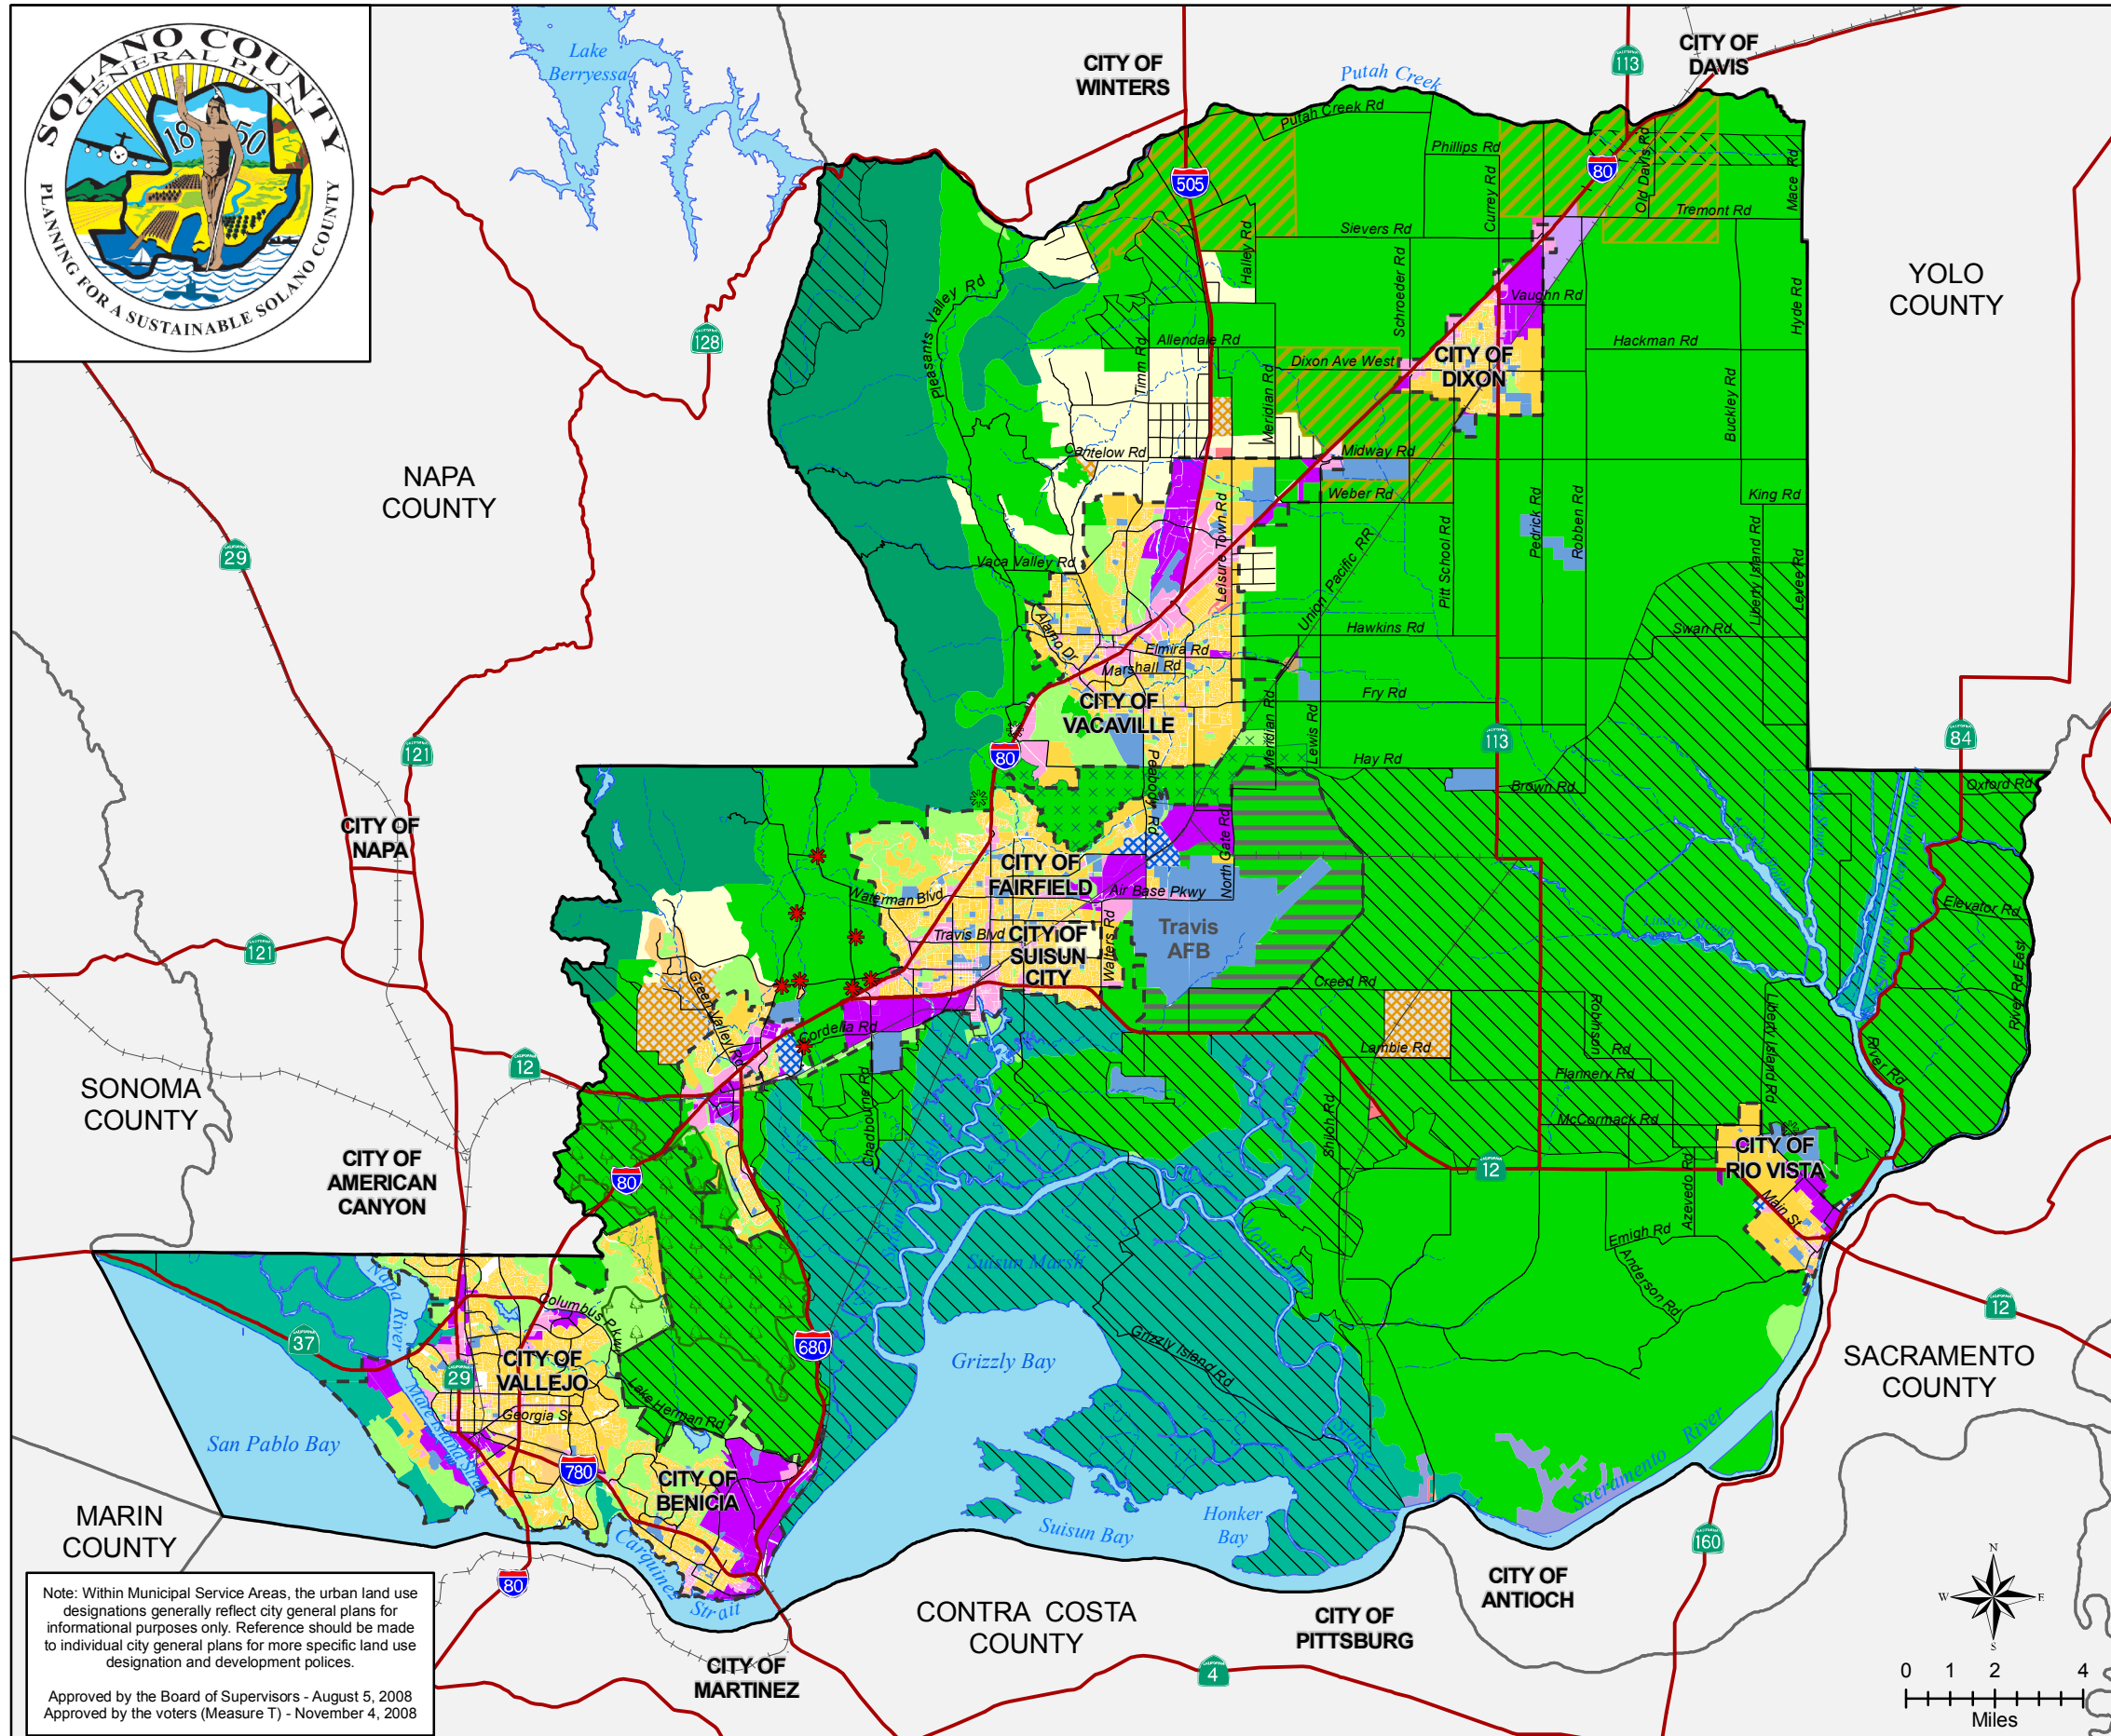 SOLANO COUNTY
GENERAL PLAN
18 50
PLANNING FOR A SUSTAINABLE SOLANO COUNTY
Lake
Berryessa
CITY OF
WINTERS
Putah Creek
113
CITY OF
DAVIS
Putah Creek Rd
Phillips Rd
80
Old Davis Rd
Mace Rd
505
Currey Rd
Tremont Rd
Sievers Rd
Halley Rd
Schroeder Rd
YOLO
COUNTY
Pleasants Valley Rd
Vaughn Rd
Hyde Rd
128
Allendale Rd
Timm Rd
Dixon Ave West
CITY OF
DIXON
Hackman Rd
Meridian Rd
Buckley Rd
NAPA
COUNTY
Cantelow Rd
Midway Rd
Weber Rd
King Rd
29
Leisure Town Rd
Pitt School Rd
Pedrick Rd
Robben Rd
Liberty Island Rd
Levee Rd
Vaca Valley Rd
Union Pacific RR
Alamo Dr
Hawkins Rd
Swan Rd
Elmira Rd
Marshall Rd
CITY OF
VACAVILLE
Fry Rd
Meridian Rd
Lewis Rd
121
80
113
84
Peabody Rd
Hay Rd
Brown Rd
Oxford Rd
CITY OF
NAPA
CITY OF
FAIRFIELD
North Gate Rd
Air Base Pkwy
Waterman Blvd
Elevator Rd
Travis Blvd
CITY OF
SUISUN
CITY
Walters Rd
Travis
AFB
Lindsey Slough
121
Green Valley Rd
Creed Rd
Liberty Island Rd
River Rd East
Cordelia Rd
Robinson Rd
Lambie Rd
River Rd
12
Flannery Rd
SONOMA
COUNTY
Chadbourne Rd
Shiloh Rd
McCormack Rd
CITY OF
AMERICAN
CANYON
CITY OF
RIO VISTA
80
12
Azevedo Rd
Main St
Emigh Rd
Suisun Marsh
Montezuma
Slough
Anderson Rd
Napa River
Columbus Pkwy
12
37
680
CITY OF
VALLEJO
29
Grizzly Bay
Grizzly Island Rd
SACRAMENTO
COUNTY
Lake Herman Rd
Georgia St
Mare Island Strait
San Pablo Bay
780
CITY OF
BENICIA
Sacramento River
Honker
Bay
Suisun Bay
MARIN
COUNTY
Carquinez
Strait
160
80
CITY OF
ANTIOCH
CONTRA COSTA
COUNTY
CITY OF
PITTSBURG
CITY OF
MARTINEZ
4
N
W E
S
0 1 2 4
Miles
Note: Within Municipal Service Areas, the urban land use
designations generally reflect city general plans for
informational purposes only. Reference should be made
to individual city general plans for more specific land use
designation and development polices.
Approved by the Board of Supervisors - August 5, 2008
Approved by the voters (Measure T) - November 4, 2008